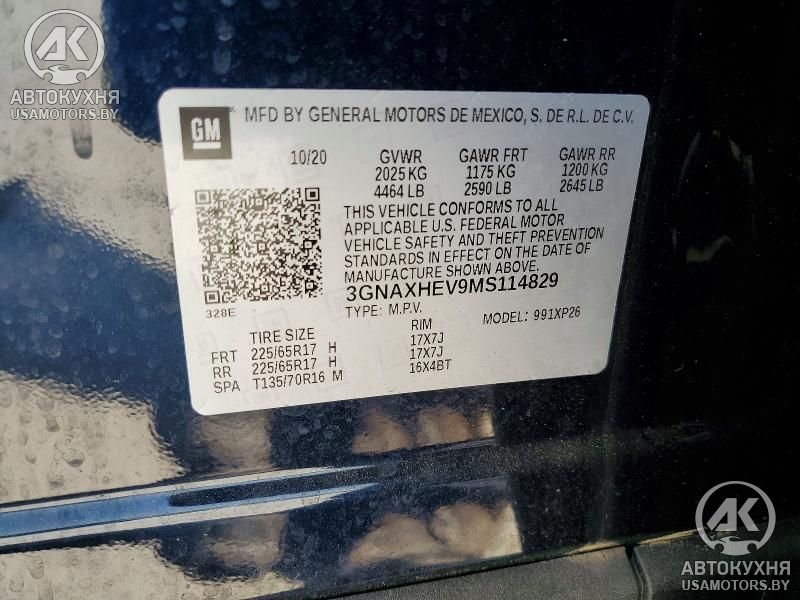 AK
АВТОКУХНЯ
USAMOTORS.BY
GM
MFD BY GENERAL MOTORS DE MEXICO, S. DE R.L. DE C.V.
10/20 GVWR GAWR FRT GAWR RR
2025 KG 1175 KG 1200 KG
4464 LB 2590 LB 2645 LB
THIS VEHICLE CONFORMS TO ALL
APPLICABLE U.S. FEDERAL MOTOR
VEHICLE SAFETY AND THEFT PREVENTION
STANDARDS IN EFFECT ON THE DATE OF
MANUFACTURE SHOWN ABOVE.
3GNAXHEV9MS114829
328E
TYPE: M.P.V. MODEL: 991XP26
TIRE SIZE RIM
FRT 225/65R17 H 17X7J
RR 225/65R17 H 17X7J
SPA T135/70R16 M 16X4BT
AK
АВТОКУХНЯ
USAMOTORS.BY